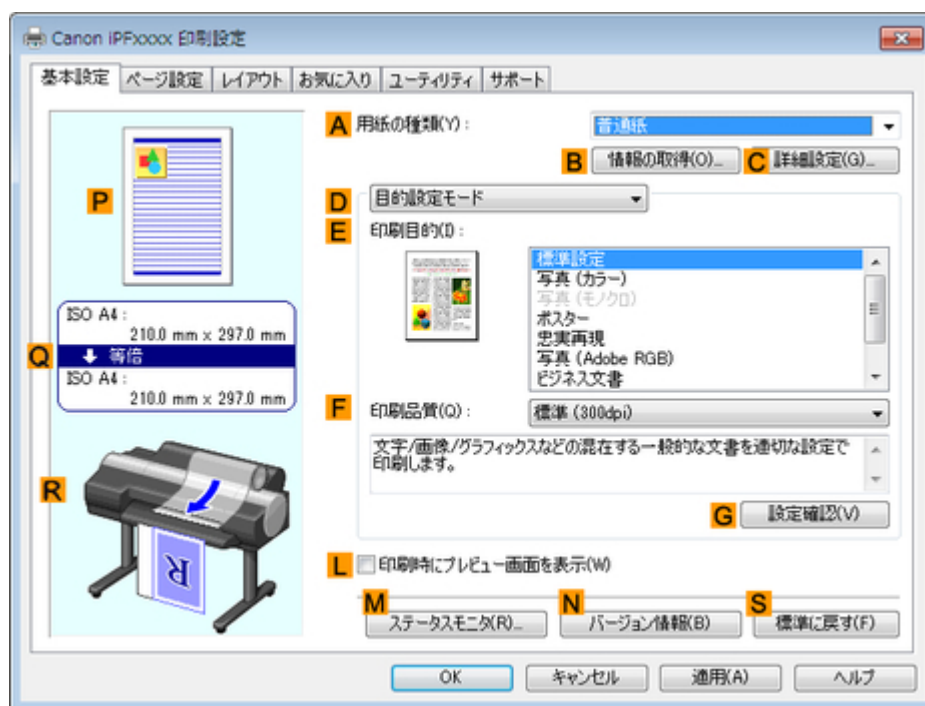 Canon iPFxxxx 印刷設定
基本設定 ページ設定 レイアウト お気に入り ユーティリティ サポート
A 用紙の種類(Y): 普通紙
B 情報の取得(O)... C 詳細設定(G)...
P
D 目的設定モード
E 印刷目的(I):
標準設定
写真 (カラー)
写真 (モノクロ)
ポスター
忠実再現
写真 (Adobe RGB)
ビジネス文書
ISO A4 :
210.0 mm x 297.0 mm
Q 等倍
ISO A4 :
210.0 mm x 297.0 mm
F 印刷品質(Q): 標準 (300dpi)
文字/画像/グラフィックスなどの混在する一般的な文書を適切な設定で
印刷します。
R
R
G 設定確認(V)
L 印刷時にプレビュー画面を表示(W)
M ステータスモニタ(R)... N バージョン情報(B) S 標準に戻す(F)
OK キャンセル 適用(A) ヘルプ